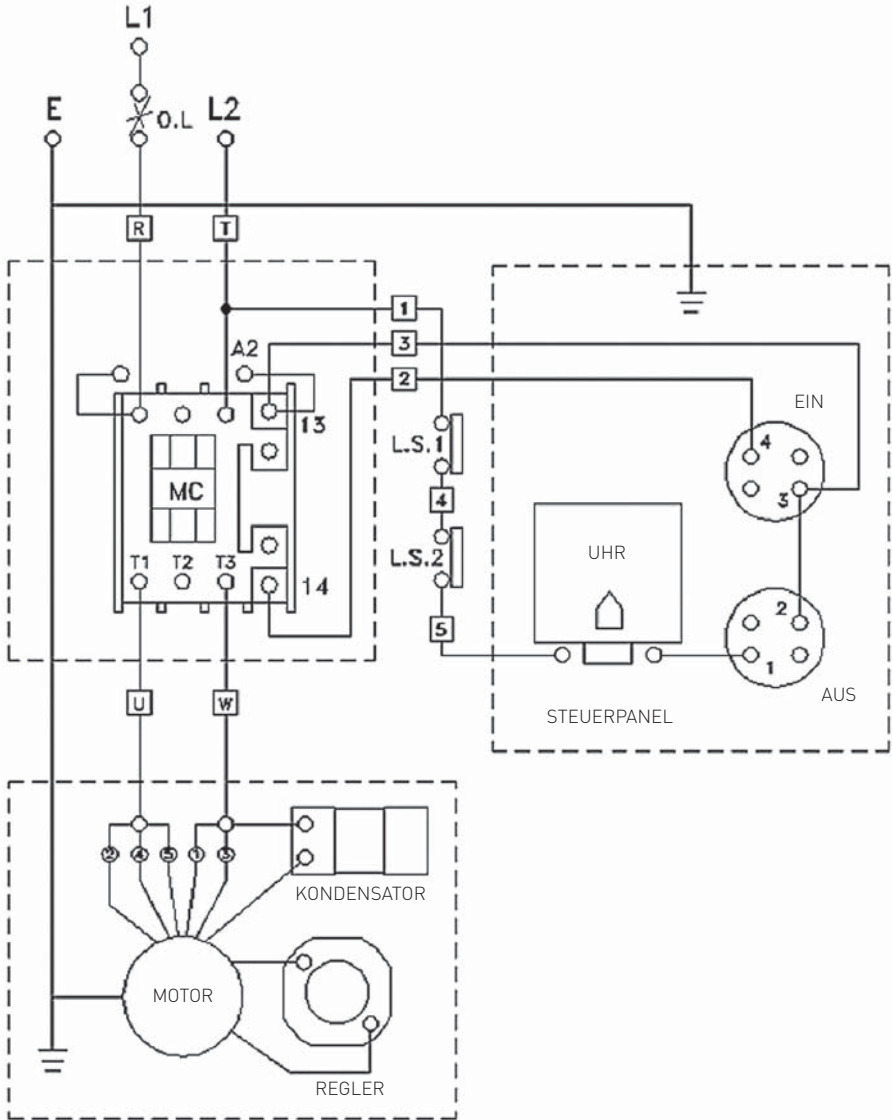 L1
E
O.L
L2
R
T
1
3
2
A2
13
EIN
4
3
L.S.1
4
MC
UHR
L.S.2
T1
T2
T3
14
2
1
5
AUS
STEUERPANEL
U
W
2
4
5
1
3
KONDENSATOR
MOTOR
REGLER